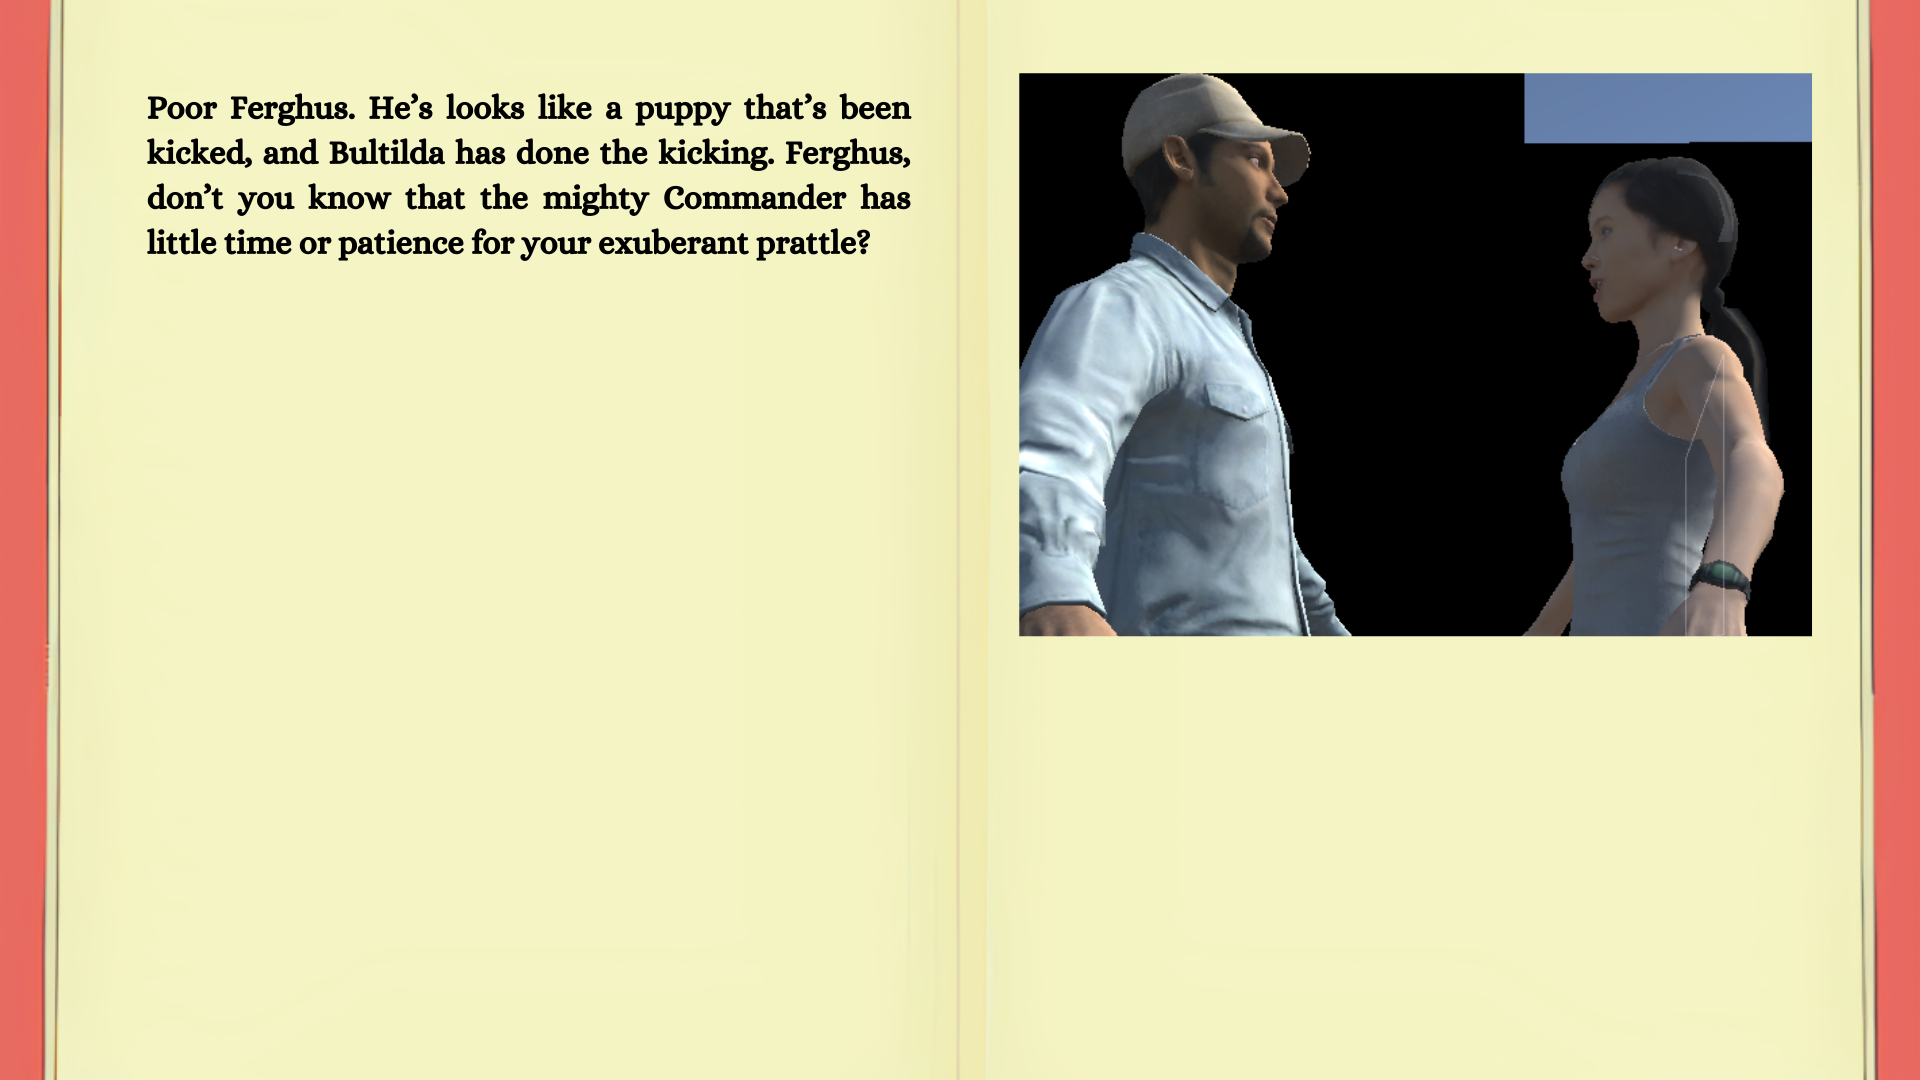 Poor Ferghus. He’s looks like a puppy that’s been
kicked, and Bultilda has done the kicking. Ferghus,
don’t you know that the mighty Commander has
little time or patience for your exuberant prattle?